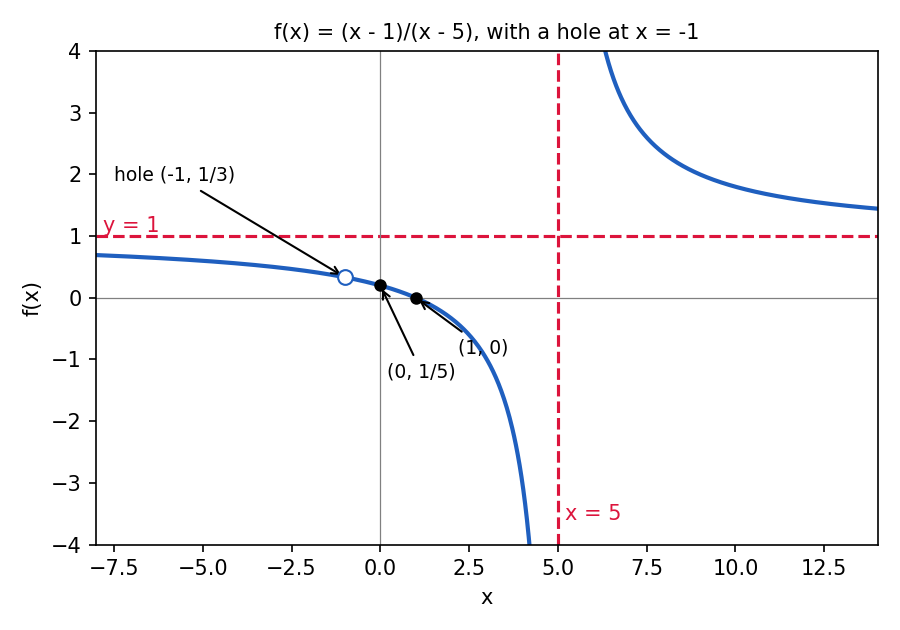 f(x) = (x - 1)/(x - 5), with a hole at x = -1
4
3
hole (-1, 1/3)
2
y = 1
1
f(x)
0
(1, 0)
−1
(0, 1/5)
−2
−3
x = 5
−4
−7.5 −5.0 −2.5 0.0 2.5 5.0 7.5 10.0 12.5
x